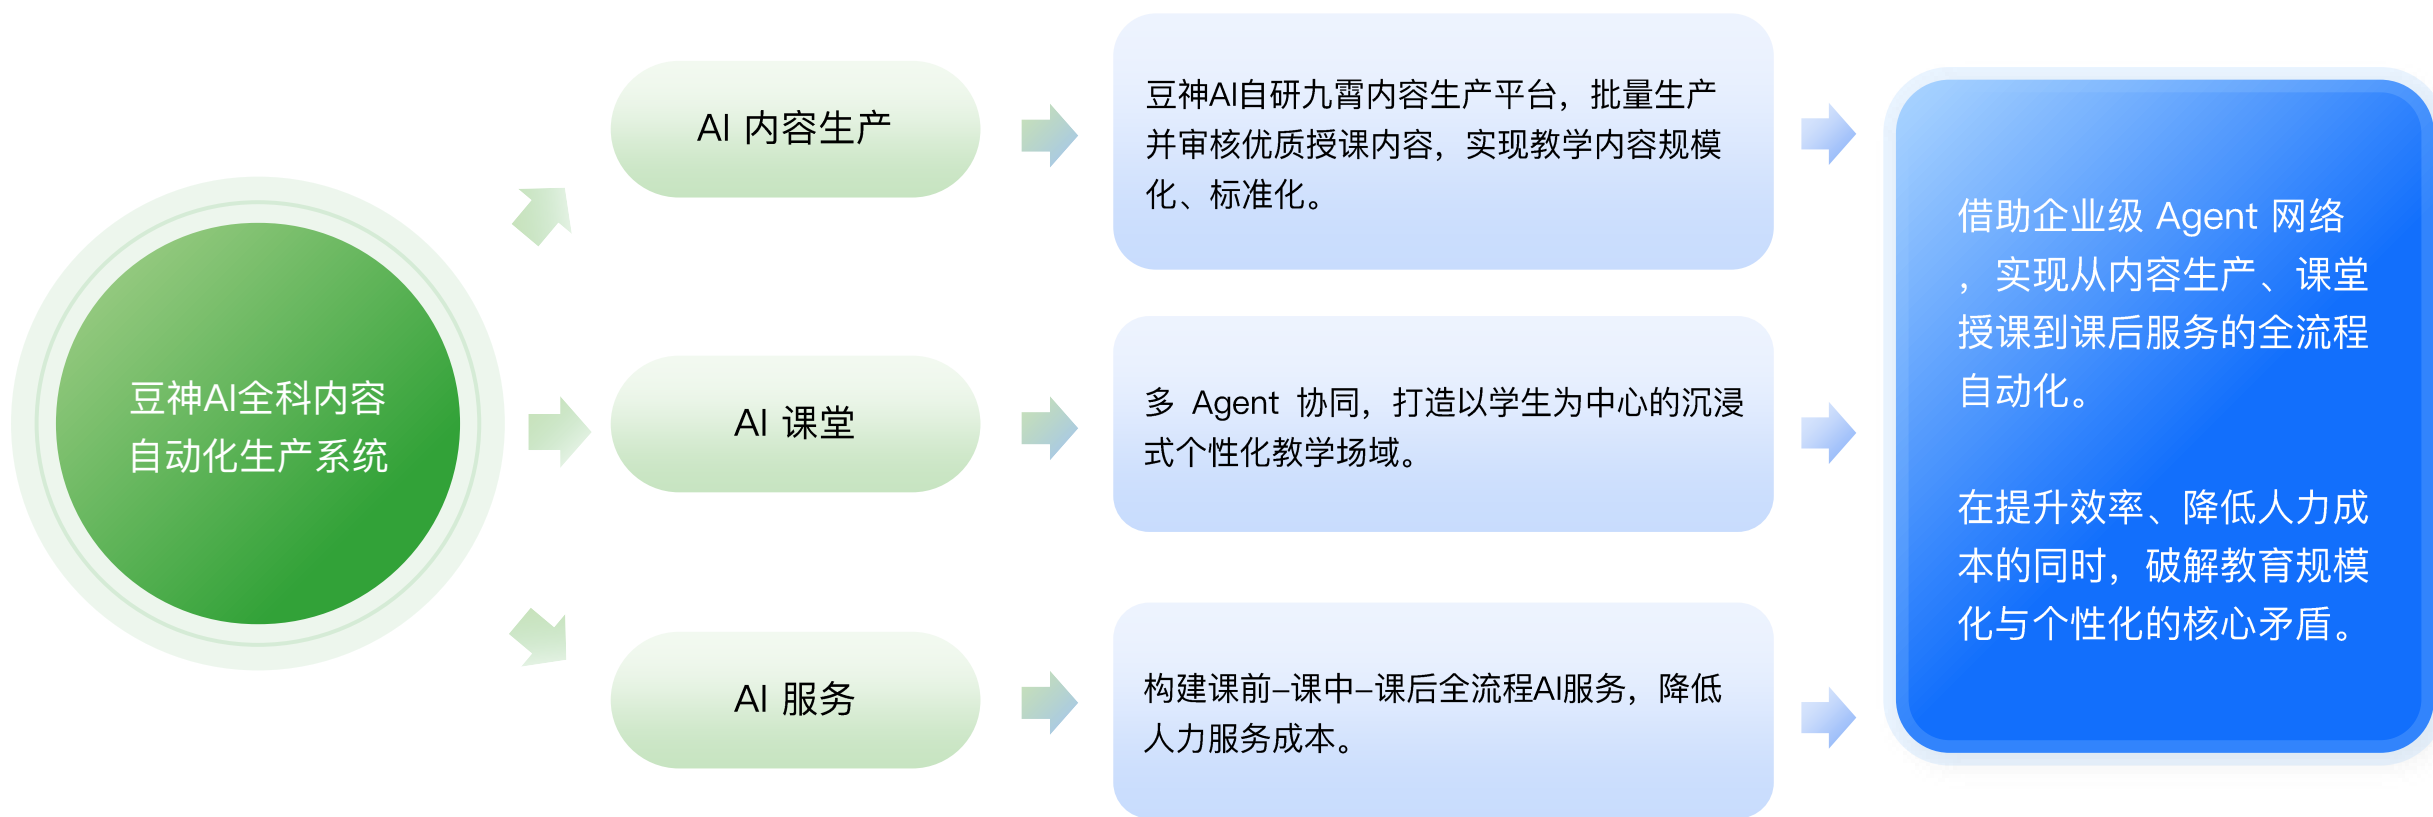 豆神AI全科内容
自动化生产系统
AI 内容生产
豆神AI自研九霄内容生产平台，批量生产
并审核优质授课内容，实现教学内容规模
化、标准化。
AI 课堂
多 Agent 协同，打造以学生为中心的沉浸
式个性化教学场域。
AI 服务
构建课前–课中–课后全流程AI服务，降低
人力服务成本。
借助企业级 Agent 网络
，实现从内容生产、课堂
授课到课后服务的全流程
自动化。
在提升效率、降低人力成
本的同时，破解教育规模
化与个性化的核心矛盾。